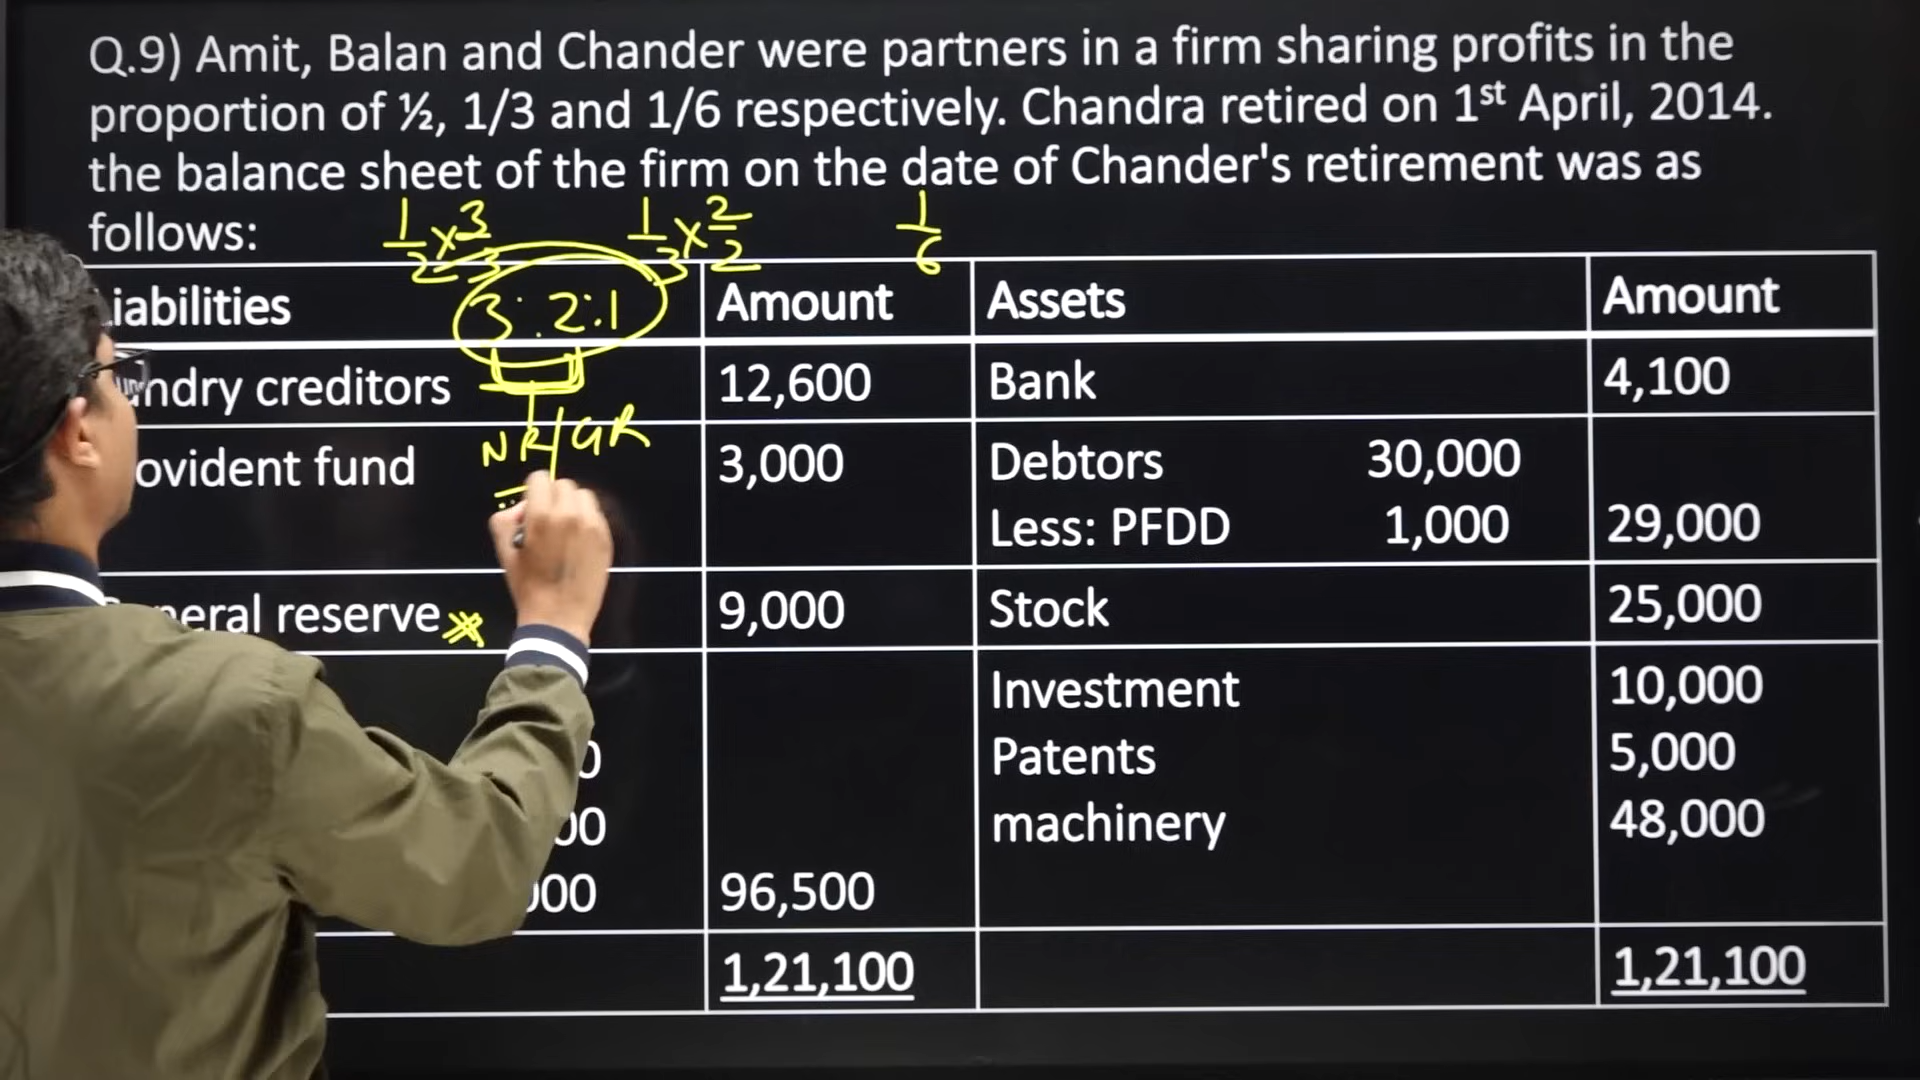 Q.9) Amit, Balan and Chander were partners in a firm sharing profits in the
proportion of ½, 1/3 and 1/6 respectively. Chandra retired on 1st April, 2014.
the balance sheet of the firm on the date of Chander's retirement was as
follows:
1/2 x 3/3 1/3 x 2/2 1/6
iabilities 3:2:1 Amount Assets Amount
ndry creditors 12,600 Bank 4,100
NR/GR
ovident fund 3,000 Debtors 30,000
Less: PFDD 1,000 29,000
neral reserve 9,000 Stock 25,000
Investment 10,000
0 Patents 5,000
00 machinery 48,000
000 96,500
1,21,100 1,21,100